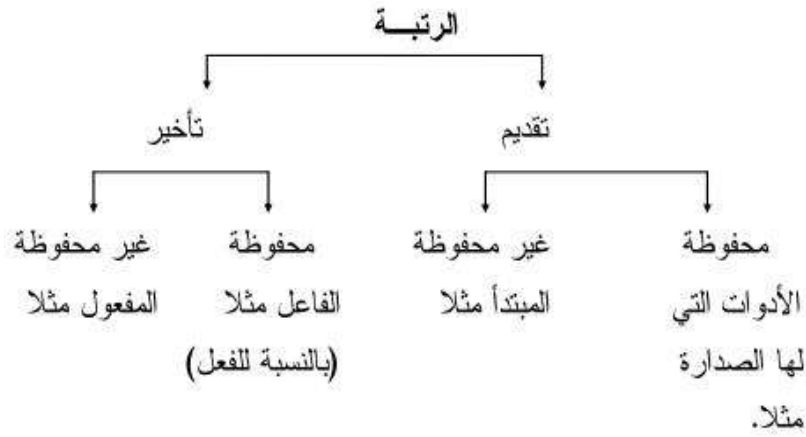 الرتبـــة
تقديم تأخير
محفوظة غير محفوظة محفوظة غير محفوظة
الأدوات التي المبتدأ مثلا الفاعل مثلا المفعول مثلا
لها الصدارة (بالنسبة للفعل)
مثلا.